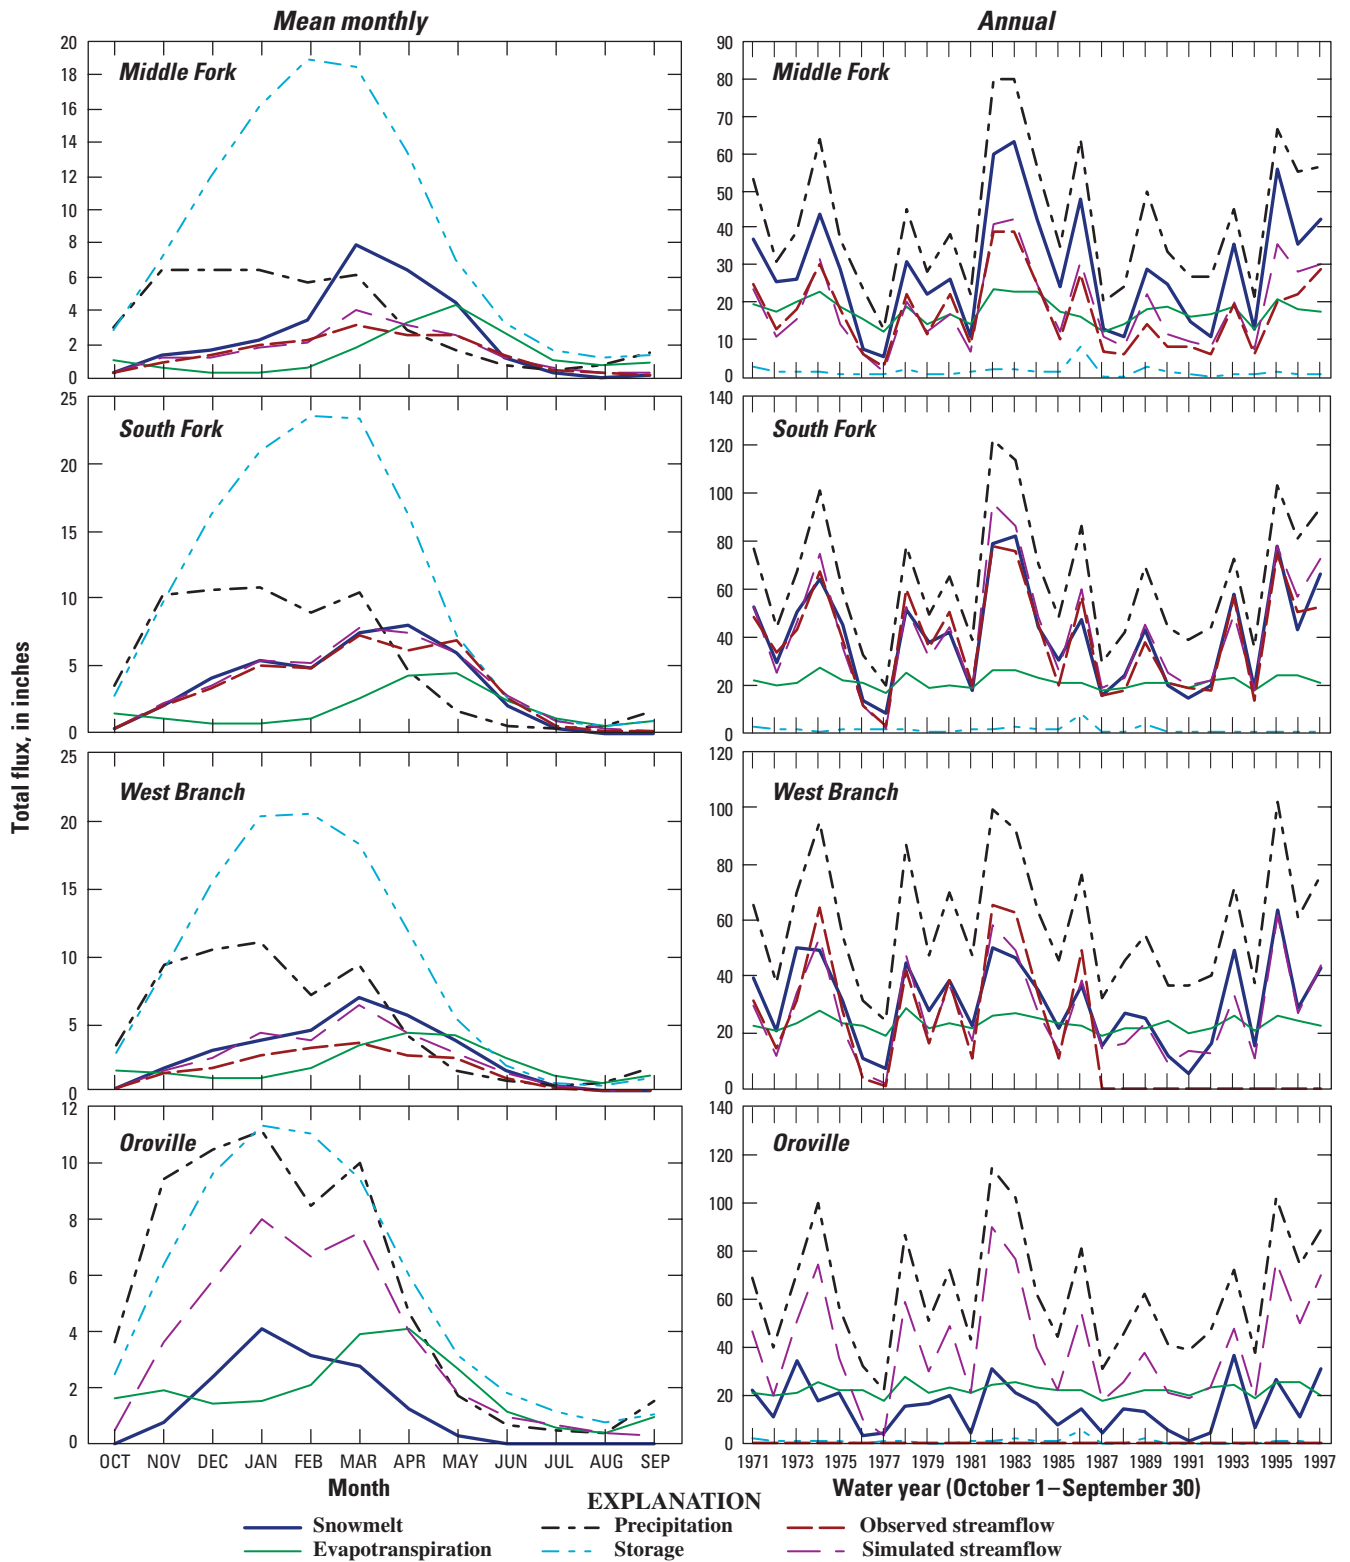 Mean monthly
Annual
Total flux, in inches
Middle Fork
20
18
16
14
12
10
8
6
4
2
0
Middle Fork
90
80
70
60
50
40
30
20
10
0
South Fork
25
20
15
10
5
0
South Fork
140
120
100
80
60
40
20
0
West Branch
25
20
15
10
5
0
West Branch
120
100
80
60
40
20
0
Oroville
12
10
8
6
4
2
0
Oroville
140
120
100
80
60
40
20
0
OCT NOV DEC JAN FEB MAR APR MAY JUN JUL AUG SEP
Month
1971 1973 1975 1977 1979 1981 1983 1985 1987 1989 1991 1993 1995 1997
Water year (October 1–September 30)
EXPLANATION
Snowmelt
Precipitation
Observed streamflow
Evapotranspiration
Storage
Simulated streamflow